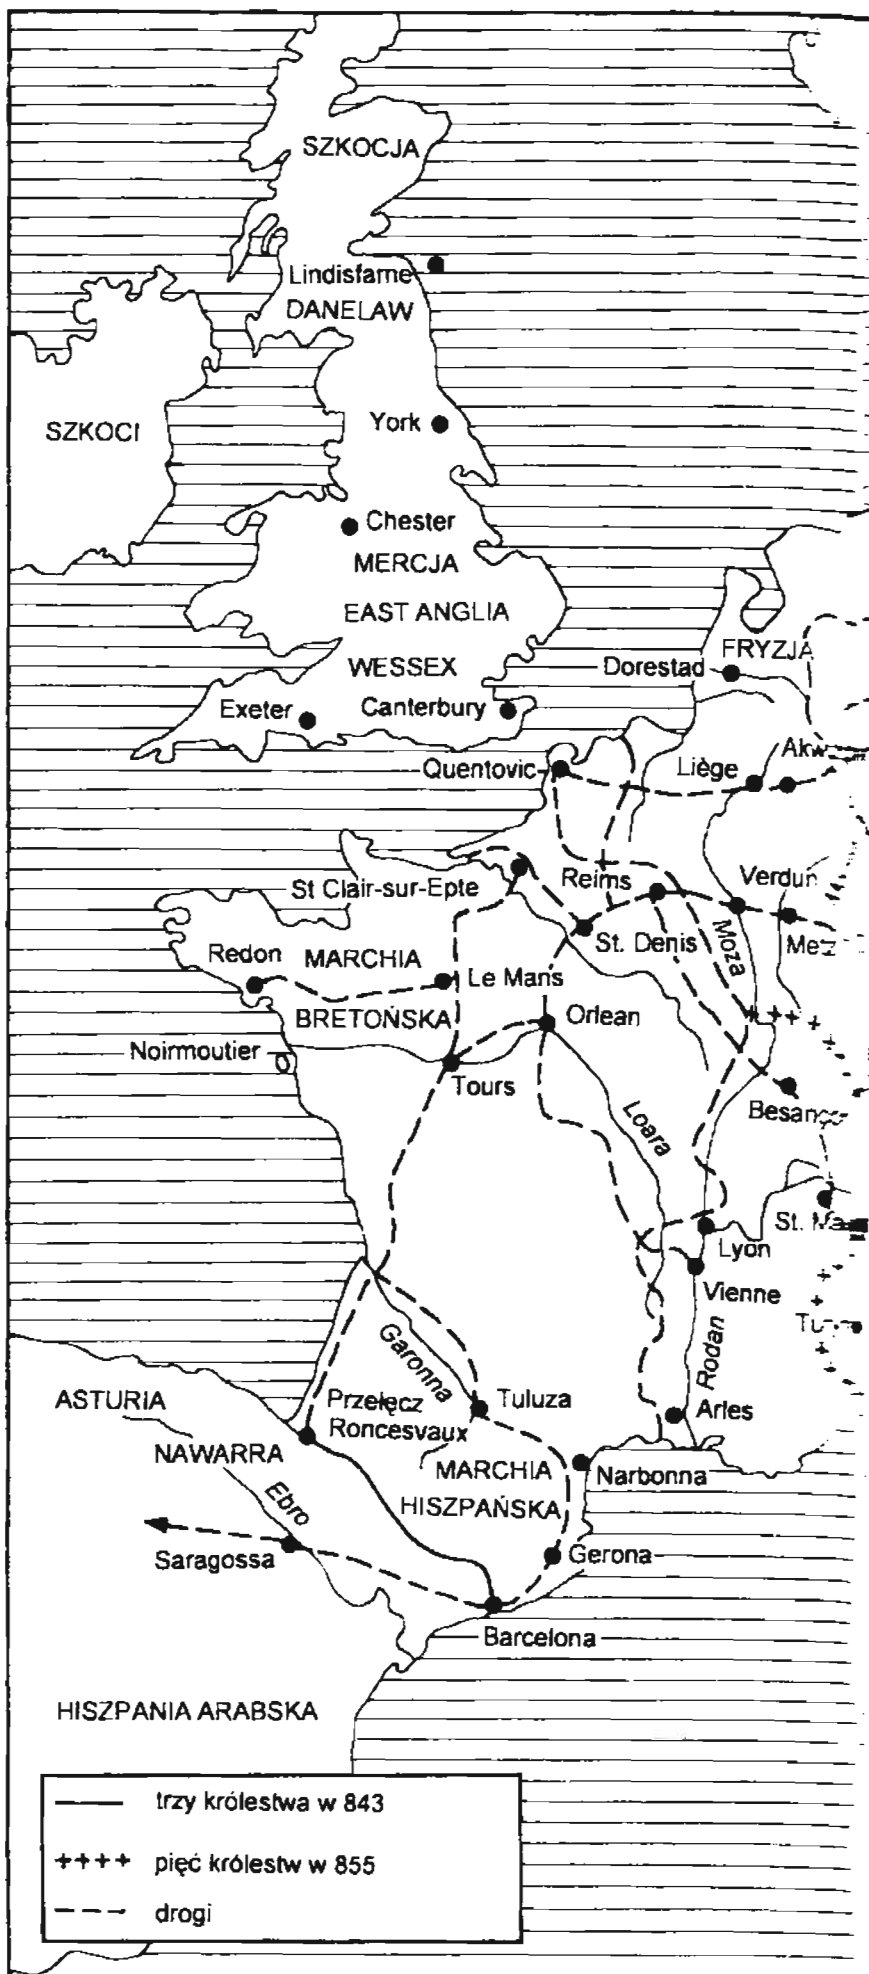 SZKOCJA
Lindisfarne
DANELAW
SZKOCI
York
Chester
MERCJA
EAST ANGLIA
WESSEX
FRYZJA
Dorestad
Exeter
Canterbury
Quentovic
Liège
St Clair-sur-Epte
Reims
Verdun
Redon
MARCHIA
St. Denis
Moza
Metz
Le Mans
BRETOŃSKA
Orlean
Noirmoutier
Tours
Loara
St.
Lyon
Vienne
Garonna
Rodan
ASTURIA
Przełęcz
Roncesvaux
Tuluza
Arles
NAWARRA
MARCHIA
Narbonna
Ebro
HISZPAŃSKA
Saragossa
Gerona
Barcelona
HISZPANIA ARABSKA
trzy królestwa w 843
pięć królestw w 855
drogi